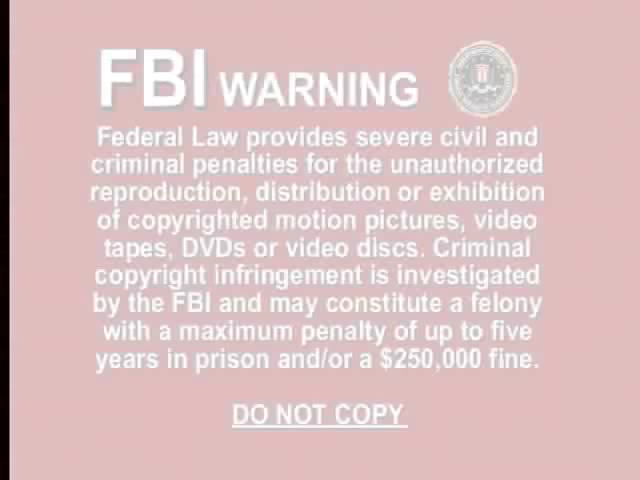 FBI WARNING
Federal Law provides severe civil and
criminal penalties for the unauthorized
reproduction, distribution or exhibition
of copyrighted motion pictures, video
tapes, DVDs or video discs. Criminal
copyright infringement is investigated
by the FBI and may constitute a felony
with a maximum penalty of up to five
years in prison and/or a $250,000 fine.
DO NOT COPY